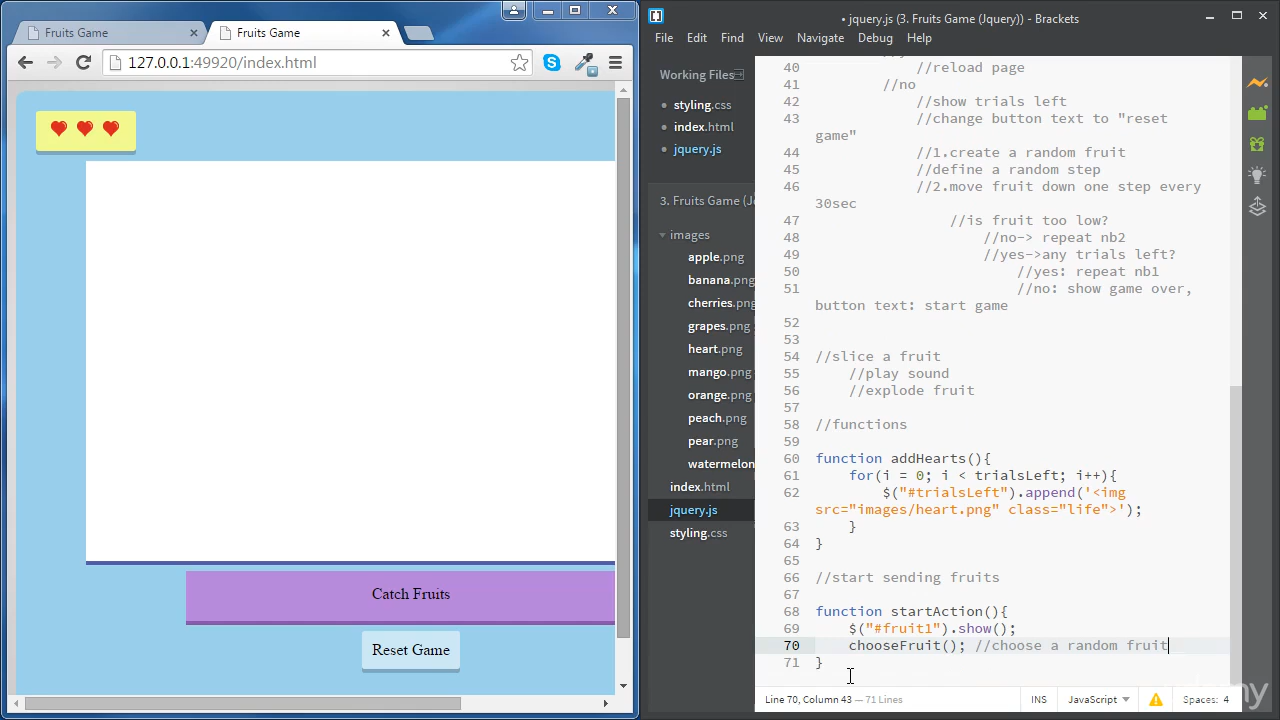 Fruits Game
Fruits Game
127.0.0.1:49920/index.html
Catch Fruits
Reset Game
• jquery.js (3. Fruits Game (Jquery)) - Brackets
File Edit Find View Navigate Debug Help
Working Files
styling.css
index.html
jquery.js
3. Fruits Game (J
images
apple.png
banana.png
cherries.png
grapes.png
heart.png
mango.png
orange.png
peach.png
pear.png
watermelon
index.html
jquery.js
styling.css
40 //reload page
41 //no
42 //show trials left
43 //change button text to "reset
game"
44 //1.create a random fruit
45 //define a random step
46 //2.move fruit down one step every
30sec
47 //is fruit too low?
48 //no-> repeat nb2
49 //yes->any trials left?
50 //yes: repeat nb1
51 //no: show game over,
button text: start game
52
53
54 //slice a fruit
55 //play sound
56 //explode fruit
57
58 //functions
59
60 function addHearts(){
61 for(i = 0; i < trialsLeft; i++){
62 $("#trialsLeft").append('<img
src="images/heart.png" class="life">');
63 }
64 }
65
66 //start sending fruits
67
68 function startAction(){
69 $("#fruit1").show();
70 chooseFruit(); //choose a random fruit
71 }
Line 70, Column 43 — 71 Lines
INS JavaScript Spaces: 4